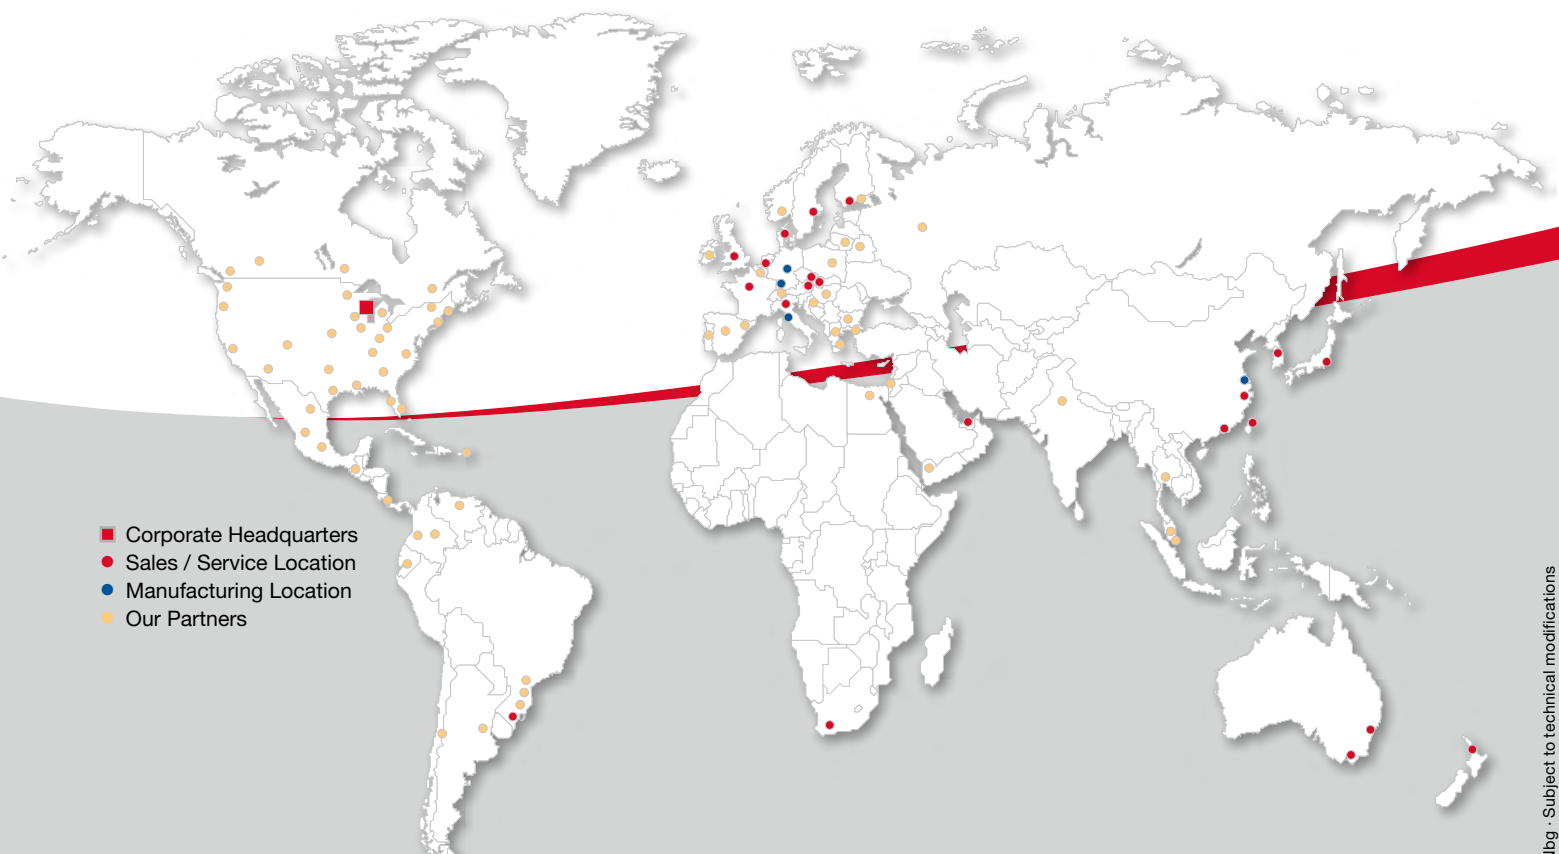 Corporate Headquarters
Sales / Service Location
Manufacturing Location
Our Partners
· Subject to technical modifications